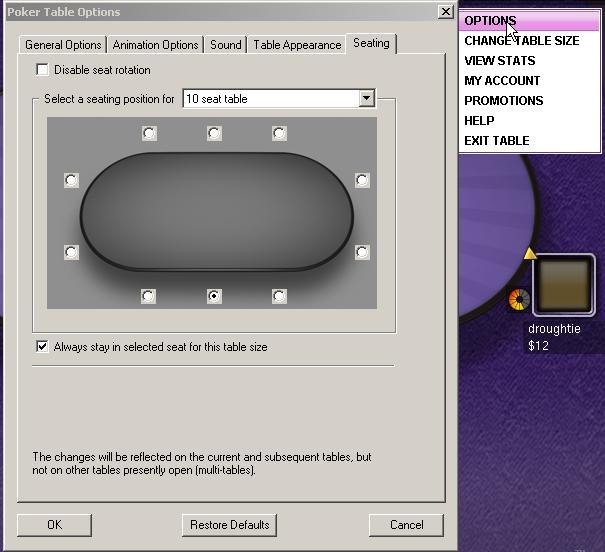 Poker Table Options
General Options
Animation Options
Sound
Table Appearance
Seating
Disable seat rotation
Select a seating position for
10 seat table
Always stay in selected seat for this table size
The changes will be reflected on the current and subsequent tables, but
not on other tables presently open (multi-tables).
OK
Restore Defaults
Cancel
OPTIONS
CHANGE TABLE SIZE
VIEW STATS
MY ACCOUNT
PROMOTIONS
HELP
EXIT TABLE
droughtie
$12